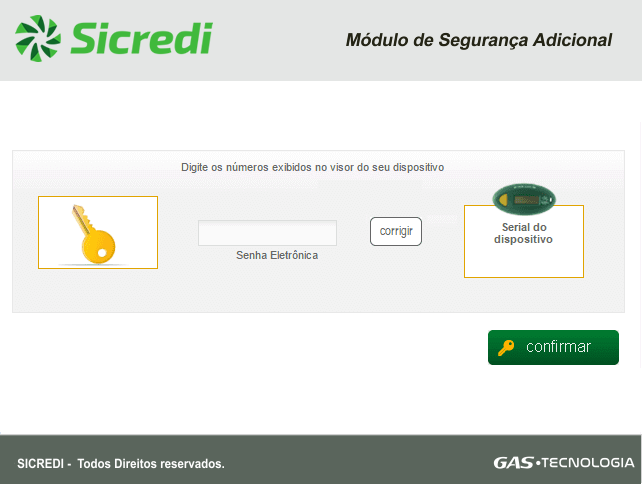 Sicredi
Módulo de Segurança Adicional
Digite os números exibidos no visor do seu dispositivo
corrigir
Serial do
dispositivo
Senha Eletrônica
confirmar
SICREDI - Todos Direitos reservados.
GAS•TECNOLOGIA